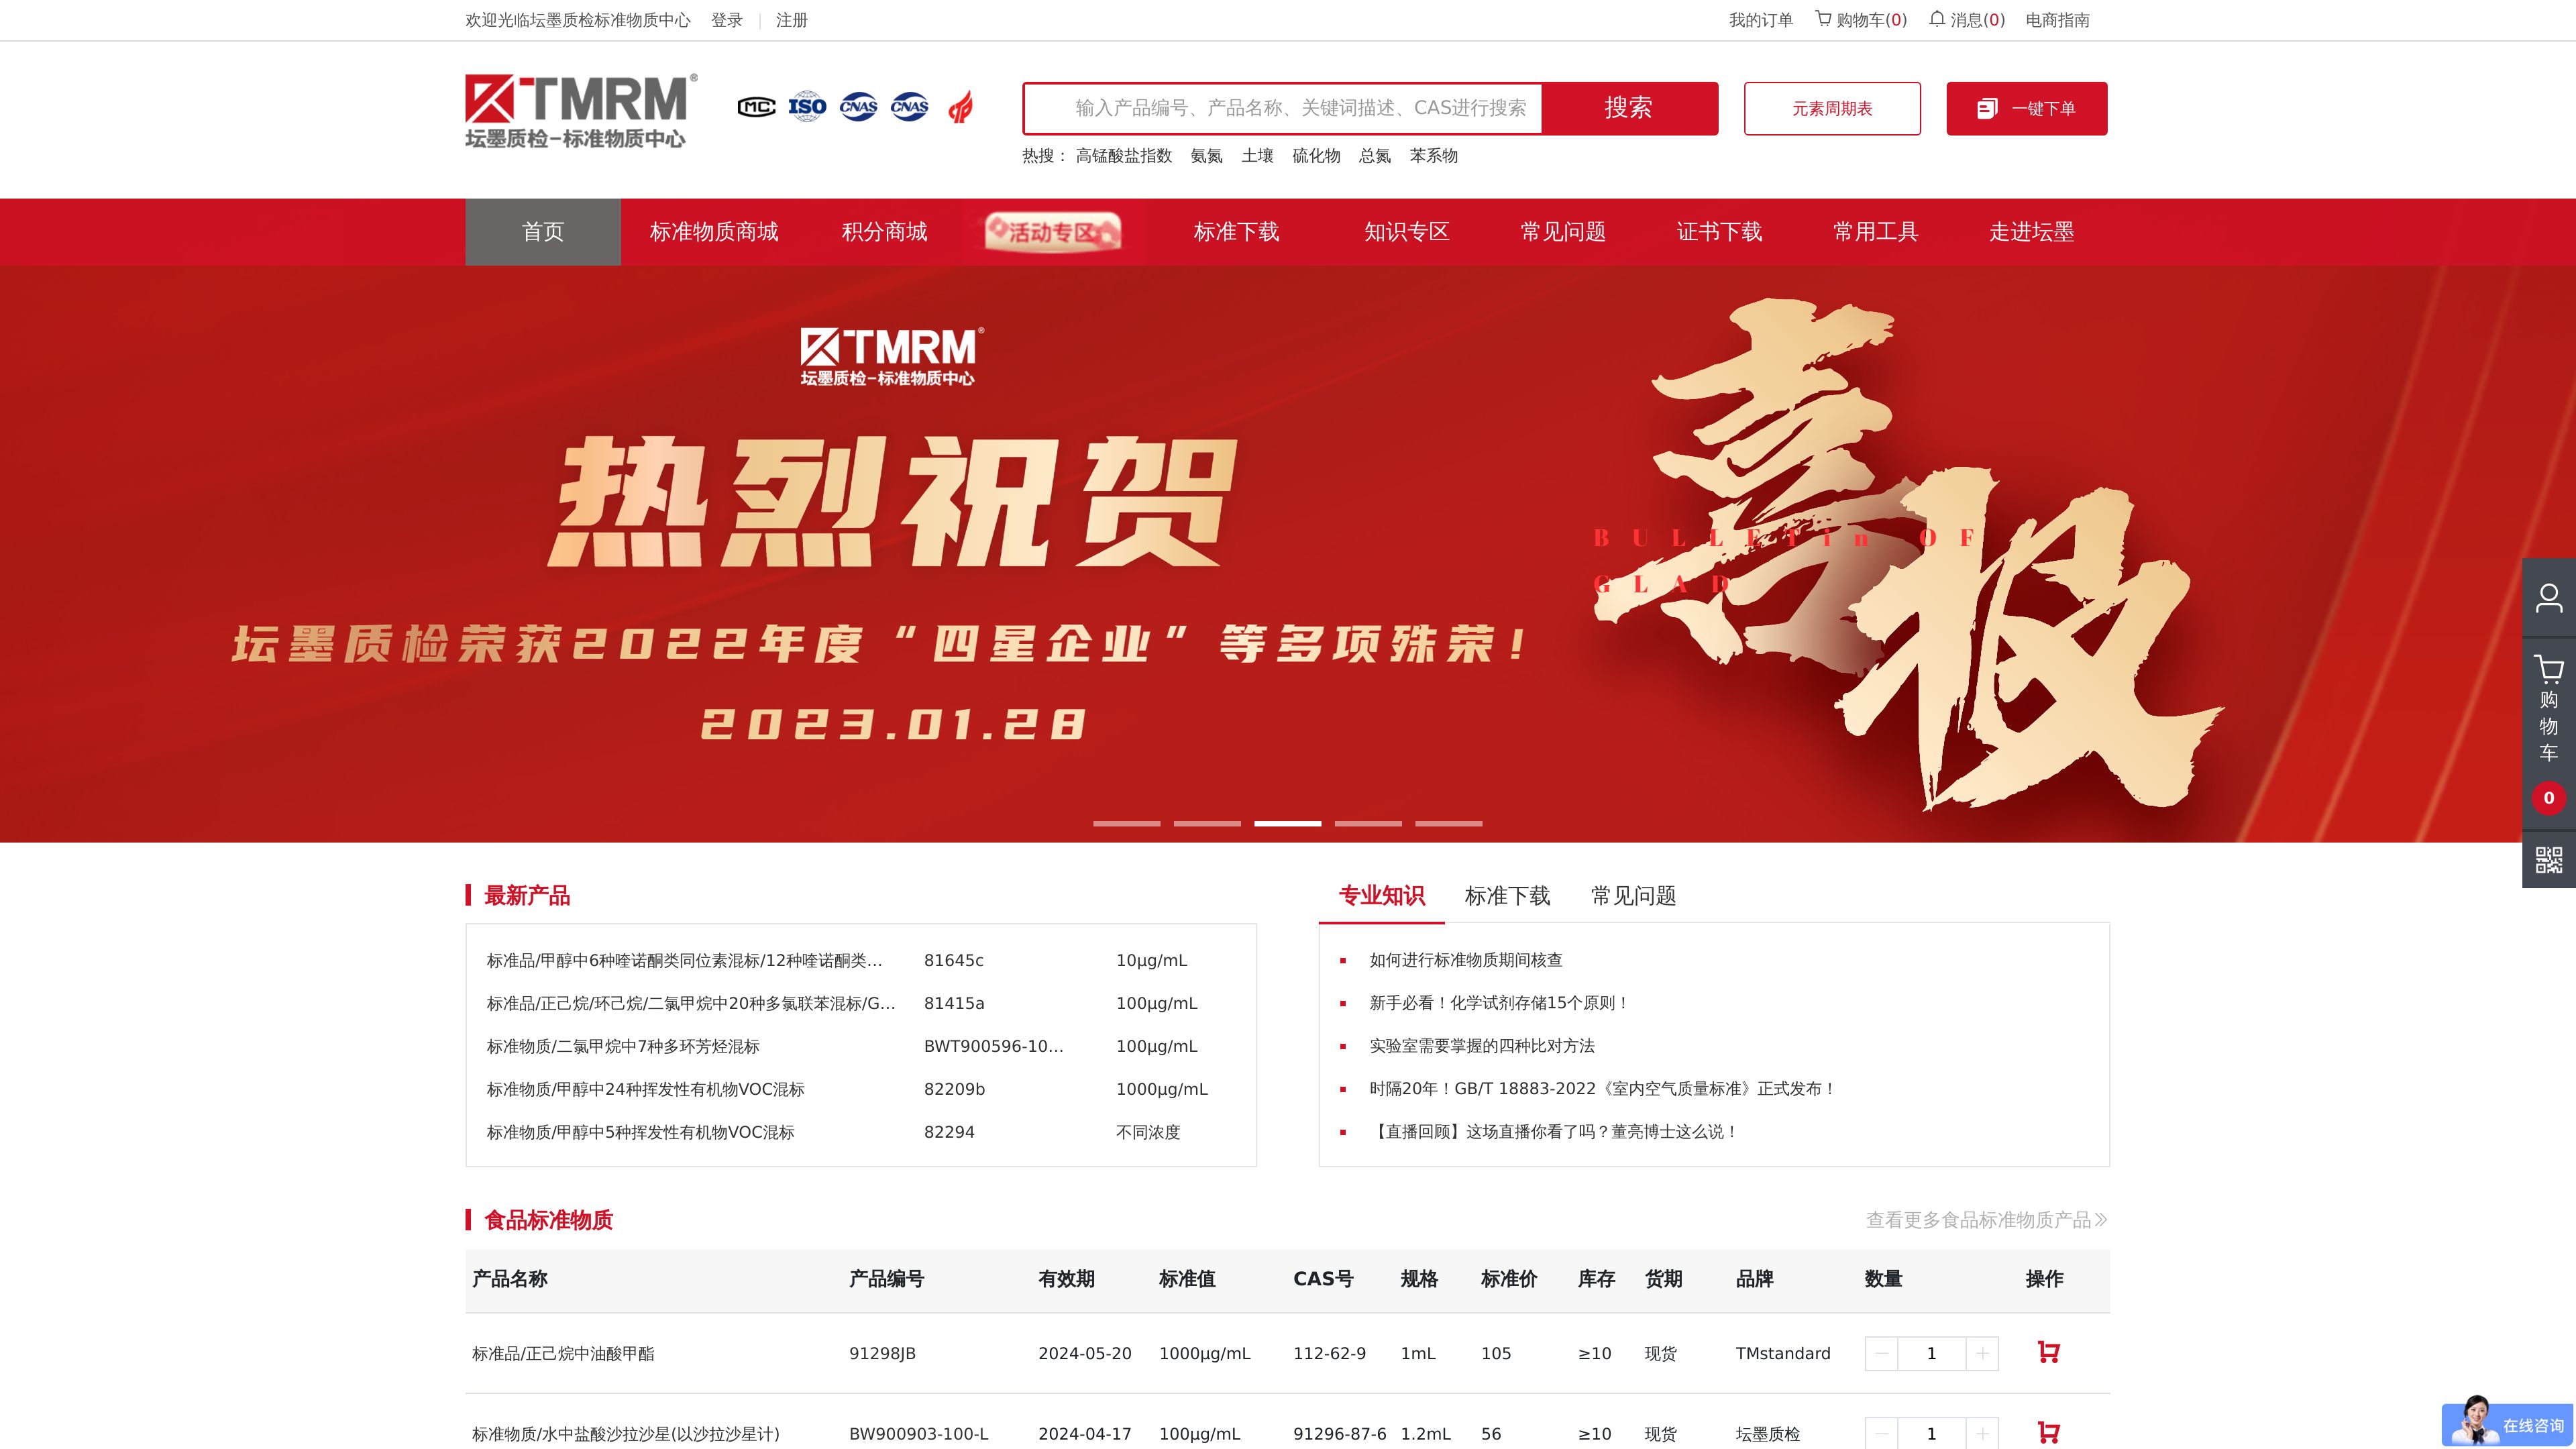 欢迎光临坛墨质检标准物质中心 登录 注册 我的订单 购物车(0) 消息(0) 电商指南
TMRM®
坛墨质检-标准物质中心
MC ISO CNAS CNAS
输入产品编号、产品名称、关键词描述、CAS进行搜索 搜索 元素周期表 一键下单
热搜： 高锰酸盐指数 氨氮 土壤 硫化物 总氮 苯系物
首页 标准物质商城 积分商城 活动专区 标准下载 知识专区 常见问题 证书下载 常用工具 走进坛墨
TMRM®
坛墨质检-标准物质中心
热烈祝贺
坛墨质检荣获2022年度“四星企业”等多项殊荣！
2023.01.28
喜报
BULLETin OF
GLAD
购物车
0
最新产品
标准品/甲醇中6种喹诺酮类同位素混标/12种喹诺酮类... 81645c 10μg/mL
标准品/正己烷/环己烷/二氯甲烷中20种多氯联苯混标/G... 81415a 100μg/mL
标准物质/二氯甲烷中7种多环芳烃混标 BWT900596-10... 100μg/mL
标准物质/甲醇中24种挥发性有机物VOC混标 82209b 1000μg/mL
标准物质/甲醇中5种挥发性有机物VOC混标 82294 不同浓度
专业知识 标准下载 常见问题
如何进行标准物质期间核查
新手必看！化学试剂存储15个原则！
实验室需要掌握的四种比对方法
时隔20年！GB/T 18883-2022《室内空气质量标准》正式发布！
【直播回顾】这场直播你看了吗？董亮博士这么说！
食品标准物质 查看更多食品标准物质产品
产品名称 产品编号 有效期 标准值 CAS号 规格 标准价 库存 货期 品牌 数量 操作
标准品/正己烷中油酸甲酯 91298JB 2024-05-20 1000μg/mL 112-62-9 1mL 105 ≥10 现货 TMstandard 1
标准物质/水中盐酸沙拉沙星(以沙拉沙星计) BW900903-100-L 2024-04-17 100μg/mL 91296-87-6 1.2mL 56 ≥10 现货 坛墨质检 1
在线咨询